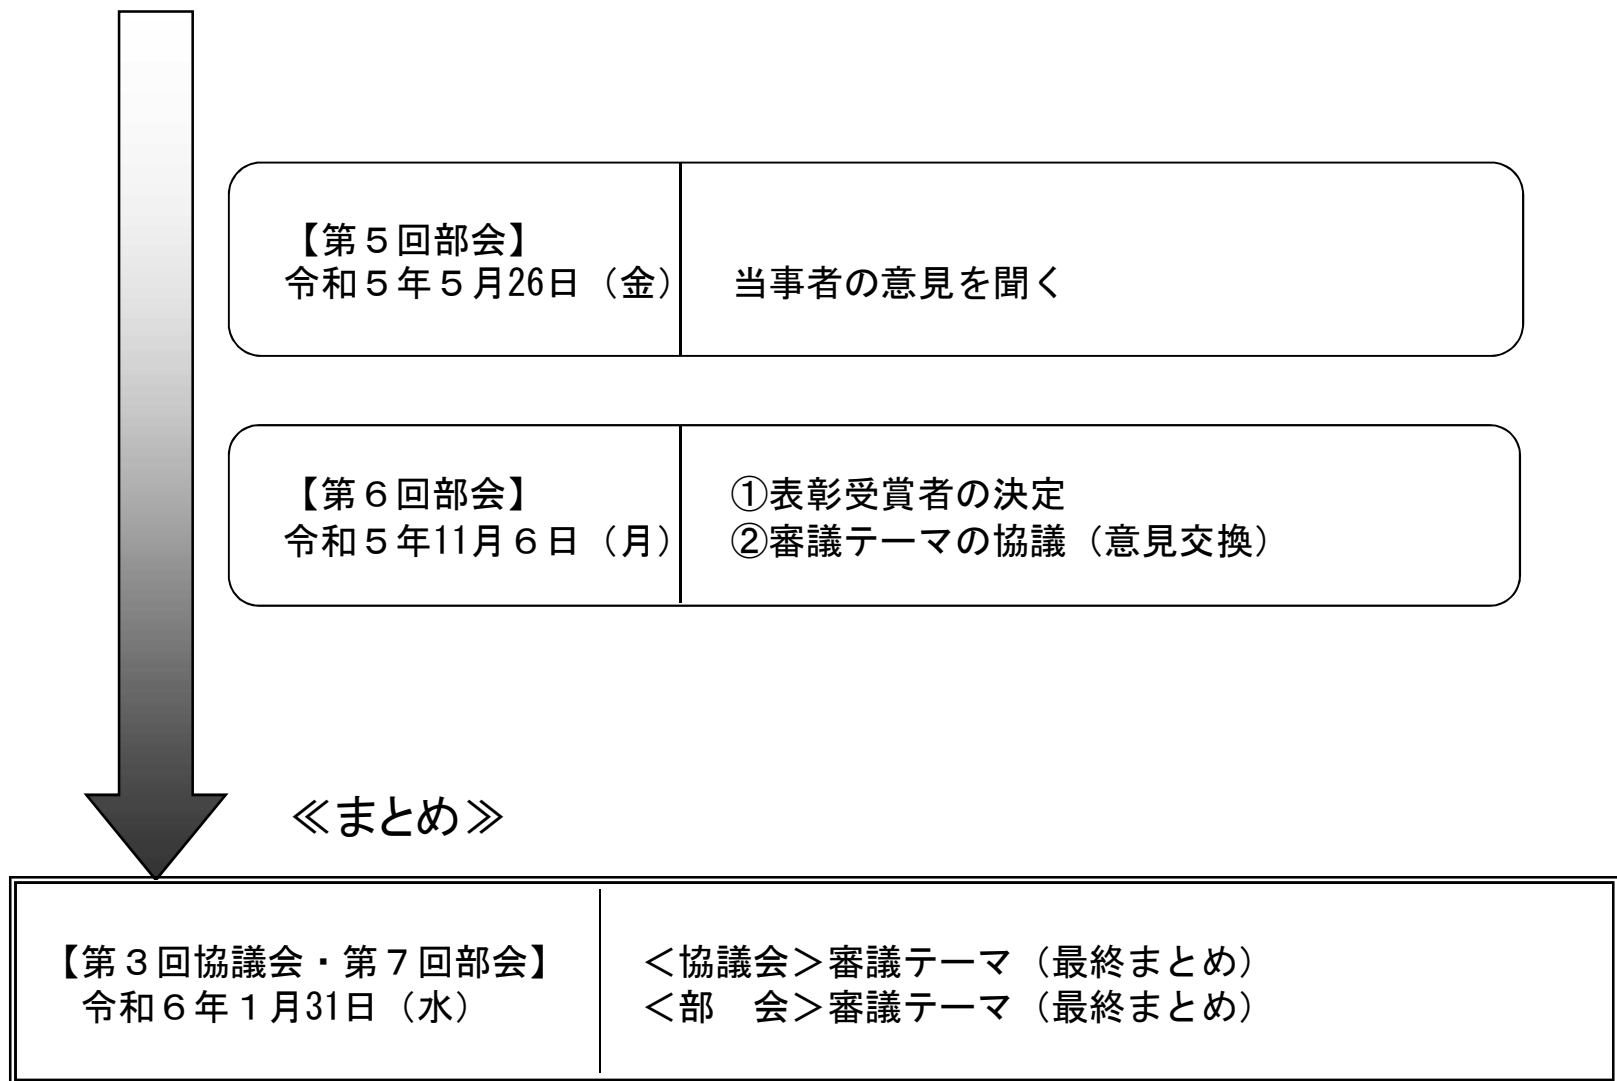 【第５回部会】
令和５年５月26日（金）
当事者の意見を聞く
【第６回部会】
令和５年11月６日（月）
①表彰受賞者の決定
②審議テーマの協議（意見交換）
≪まとめ≫
【第３回協議会・第７回部会】
令和６年１月31日（水）
＜協議会＞審議テーマ（最終まとめ）
＜部　会＞審議テーマ（最終まとめ）